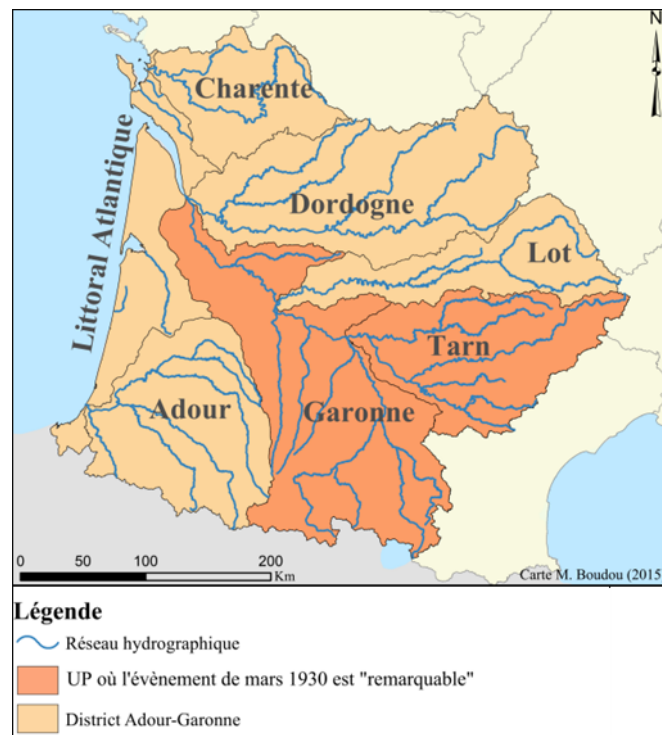 N
Charente
Littoral Atlantique
Dordogne
Lot
Tarn
Adour
Garonne
0 50 100 200
Km
Carte M. Boudou (2015)
Légende
Réseau hydrographique
UP où l'évènement de mars 1930 est "remarquable"
District Adour-Garonne